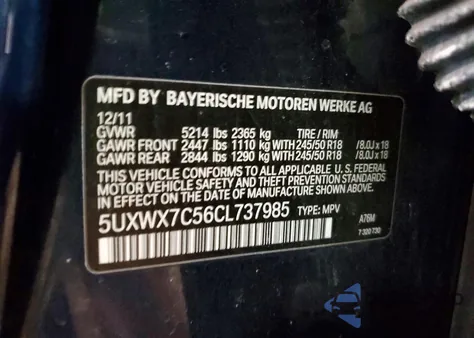 MFD BY BAYERISCHE MOTOREN WERKE AG
12/11
GVWR 5214 lbs 2365 kg TIRE / RIM
GAWR FRONT 2447 lbs 1110 kg WITH 245/50 R18 /8.0J x 18
GAWR REAR 2844 lbs 1290 kg WITH 245/50 R18 /8.0J x 18
THIS VEHICLE CONFORMS TO ALL APPLICABLE U.S. FEDERAL
MOTOR VEHICLE SAFETY AND THEFT PREVENTION STANDARDS
IN EFFECT ON THE DATE OF MANUFACTURE SHOWN ABOVE.
5UXWX7C56CL737985 TYPE: MPV A76M